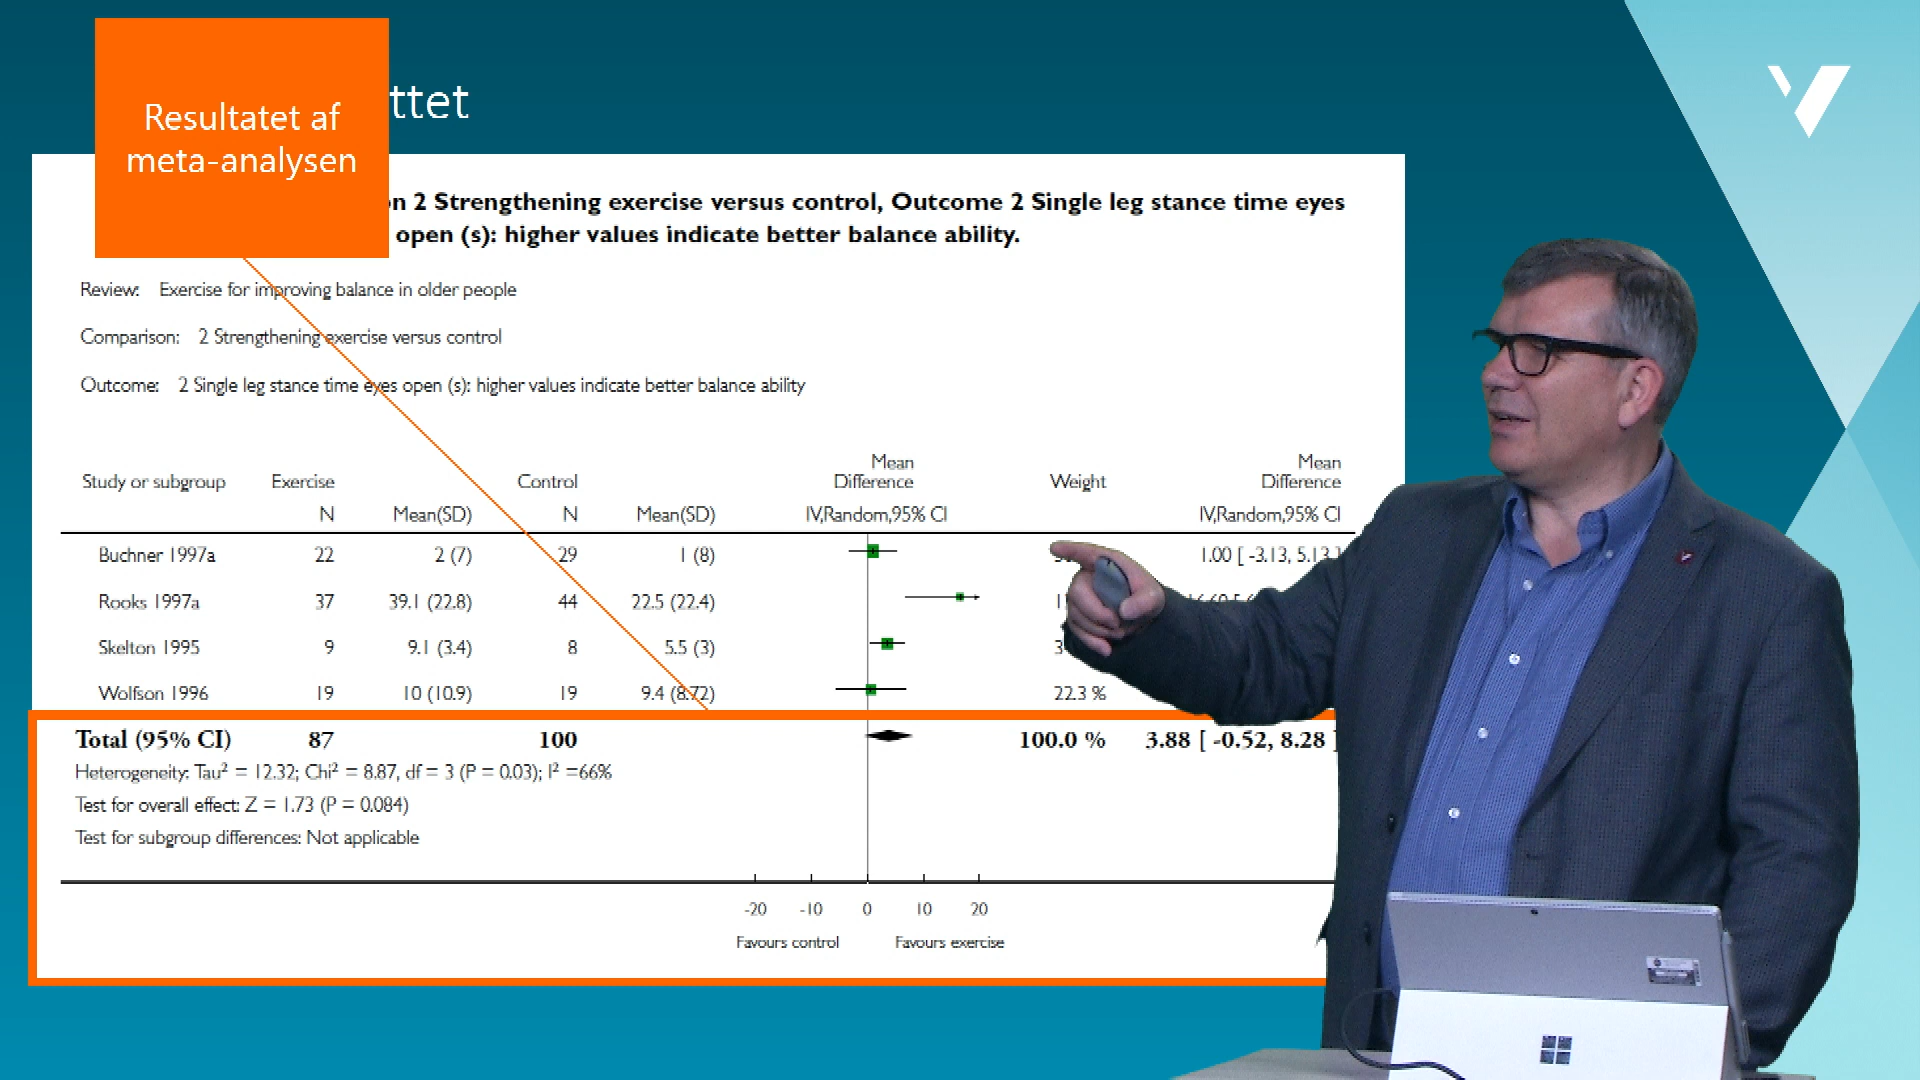 Resultatet af
meta-analysen
ttet
n 2 Strengthening exercise versus control, Outcome 2 Single leg stance time eyes
open (s): higher values indicate better balance ability.
Review: Exercise for improving balance in older people
Comparison: 2 Strengthening exercise versus control
Outcome: 2 Single leg stance time eyes open (s): higher values indicate better balance ability
Study or subgroup Exercise Control Mean Difference Weight Mean Difference
N Mean(SD) N Mean(SD) IV,Random,95% CI IV,Random,95% CI
Buchner 1997a 22 2 (7) 29 1 (8) 1.00 [ -3.13, 5.13 ]
Rooks 1997a 37 39.1 (22.8) 44 22.5 (22.4)
Skelton 1995 9 9.1 (3.4) 8 5.5 (3)
Wolfson 1996 19 10 (10.9) 19 9.4 (8.72) 22.3 %
Total (95% CI) 87 100 100.0 % 3.88 [ -0.52, 8.28 ]
Heterogeneity: Tau² = 12.32; Chi² = 8.87, df = 3 (P = 0.03); I² =66%
Test for overall effect: Z = 1.73 (P = 0.084)
Test for subgroup differences: Not applicable
-20 -10 0 10 20
Favours control Favours exercise